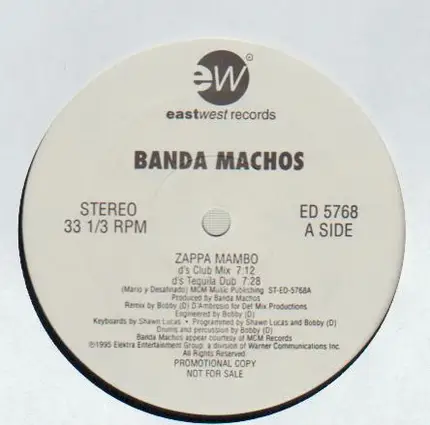 ew
eastwest records
BANDA MACHOS
STEREO
33 1/3 RPM
ED 5768
A SIDE
ZAPPA MAMBO
d's Club Mix 7:12
d's Tequila Dub 7:28
(Mario y Desafinado) MCM Music Publishing ST-ED-5768A
Produced by Banda Machos
Remix by Bobby (D) D'Ambrosio for Def Mix Productions
Engineered by Bobby (D)
Keyboards by Shawn Lucas • Programmed by Shawn Lucas and Bobby (D)
Drums and percussion by Bobby (D)
Banda Machos appear courtesy of MCM Records
℗1995 Elektra Entertainment Group, a division of Warner Communications Inc.
All Rights Reserved.
PROMOTIONAL COPY
NOT FOR SALE